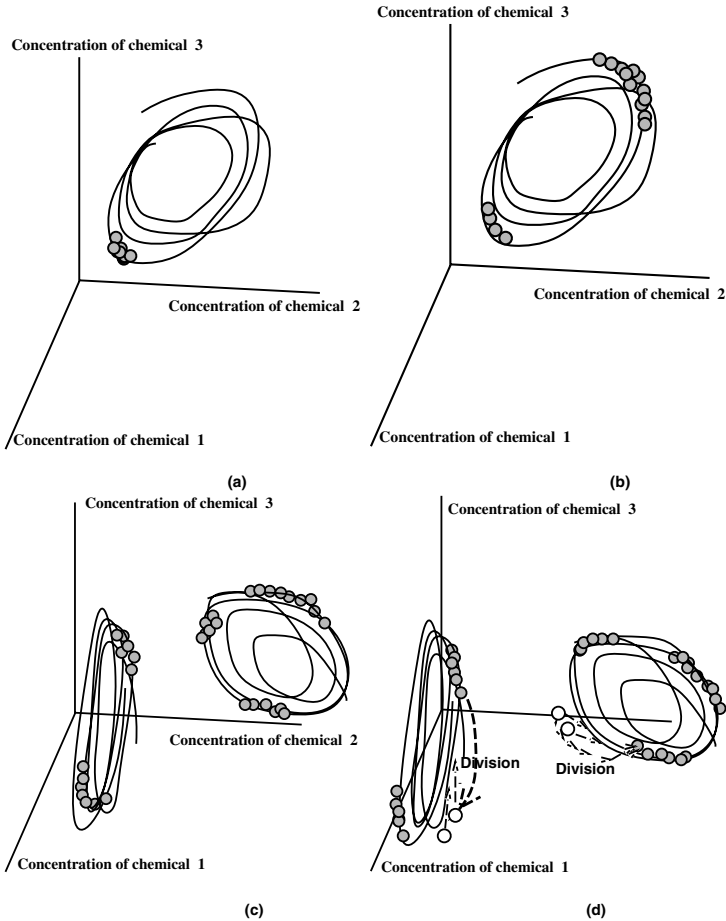 Concentration of chemical 3
Concentration of chemical 2
Concentration of chemical 1
(a)
Concentration of chemical 3
Concentration of chemical 2
Concentration of chemical 1
(b)
Concentration of chemical 3
Concentration of chemical 2
Concentration of chemical 1
(c)
Concentration of chemical 3
Division
Division
Concentration of chemical 1
(d)